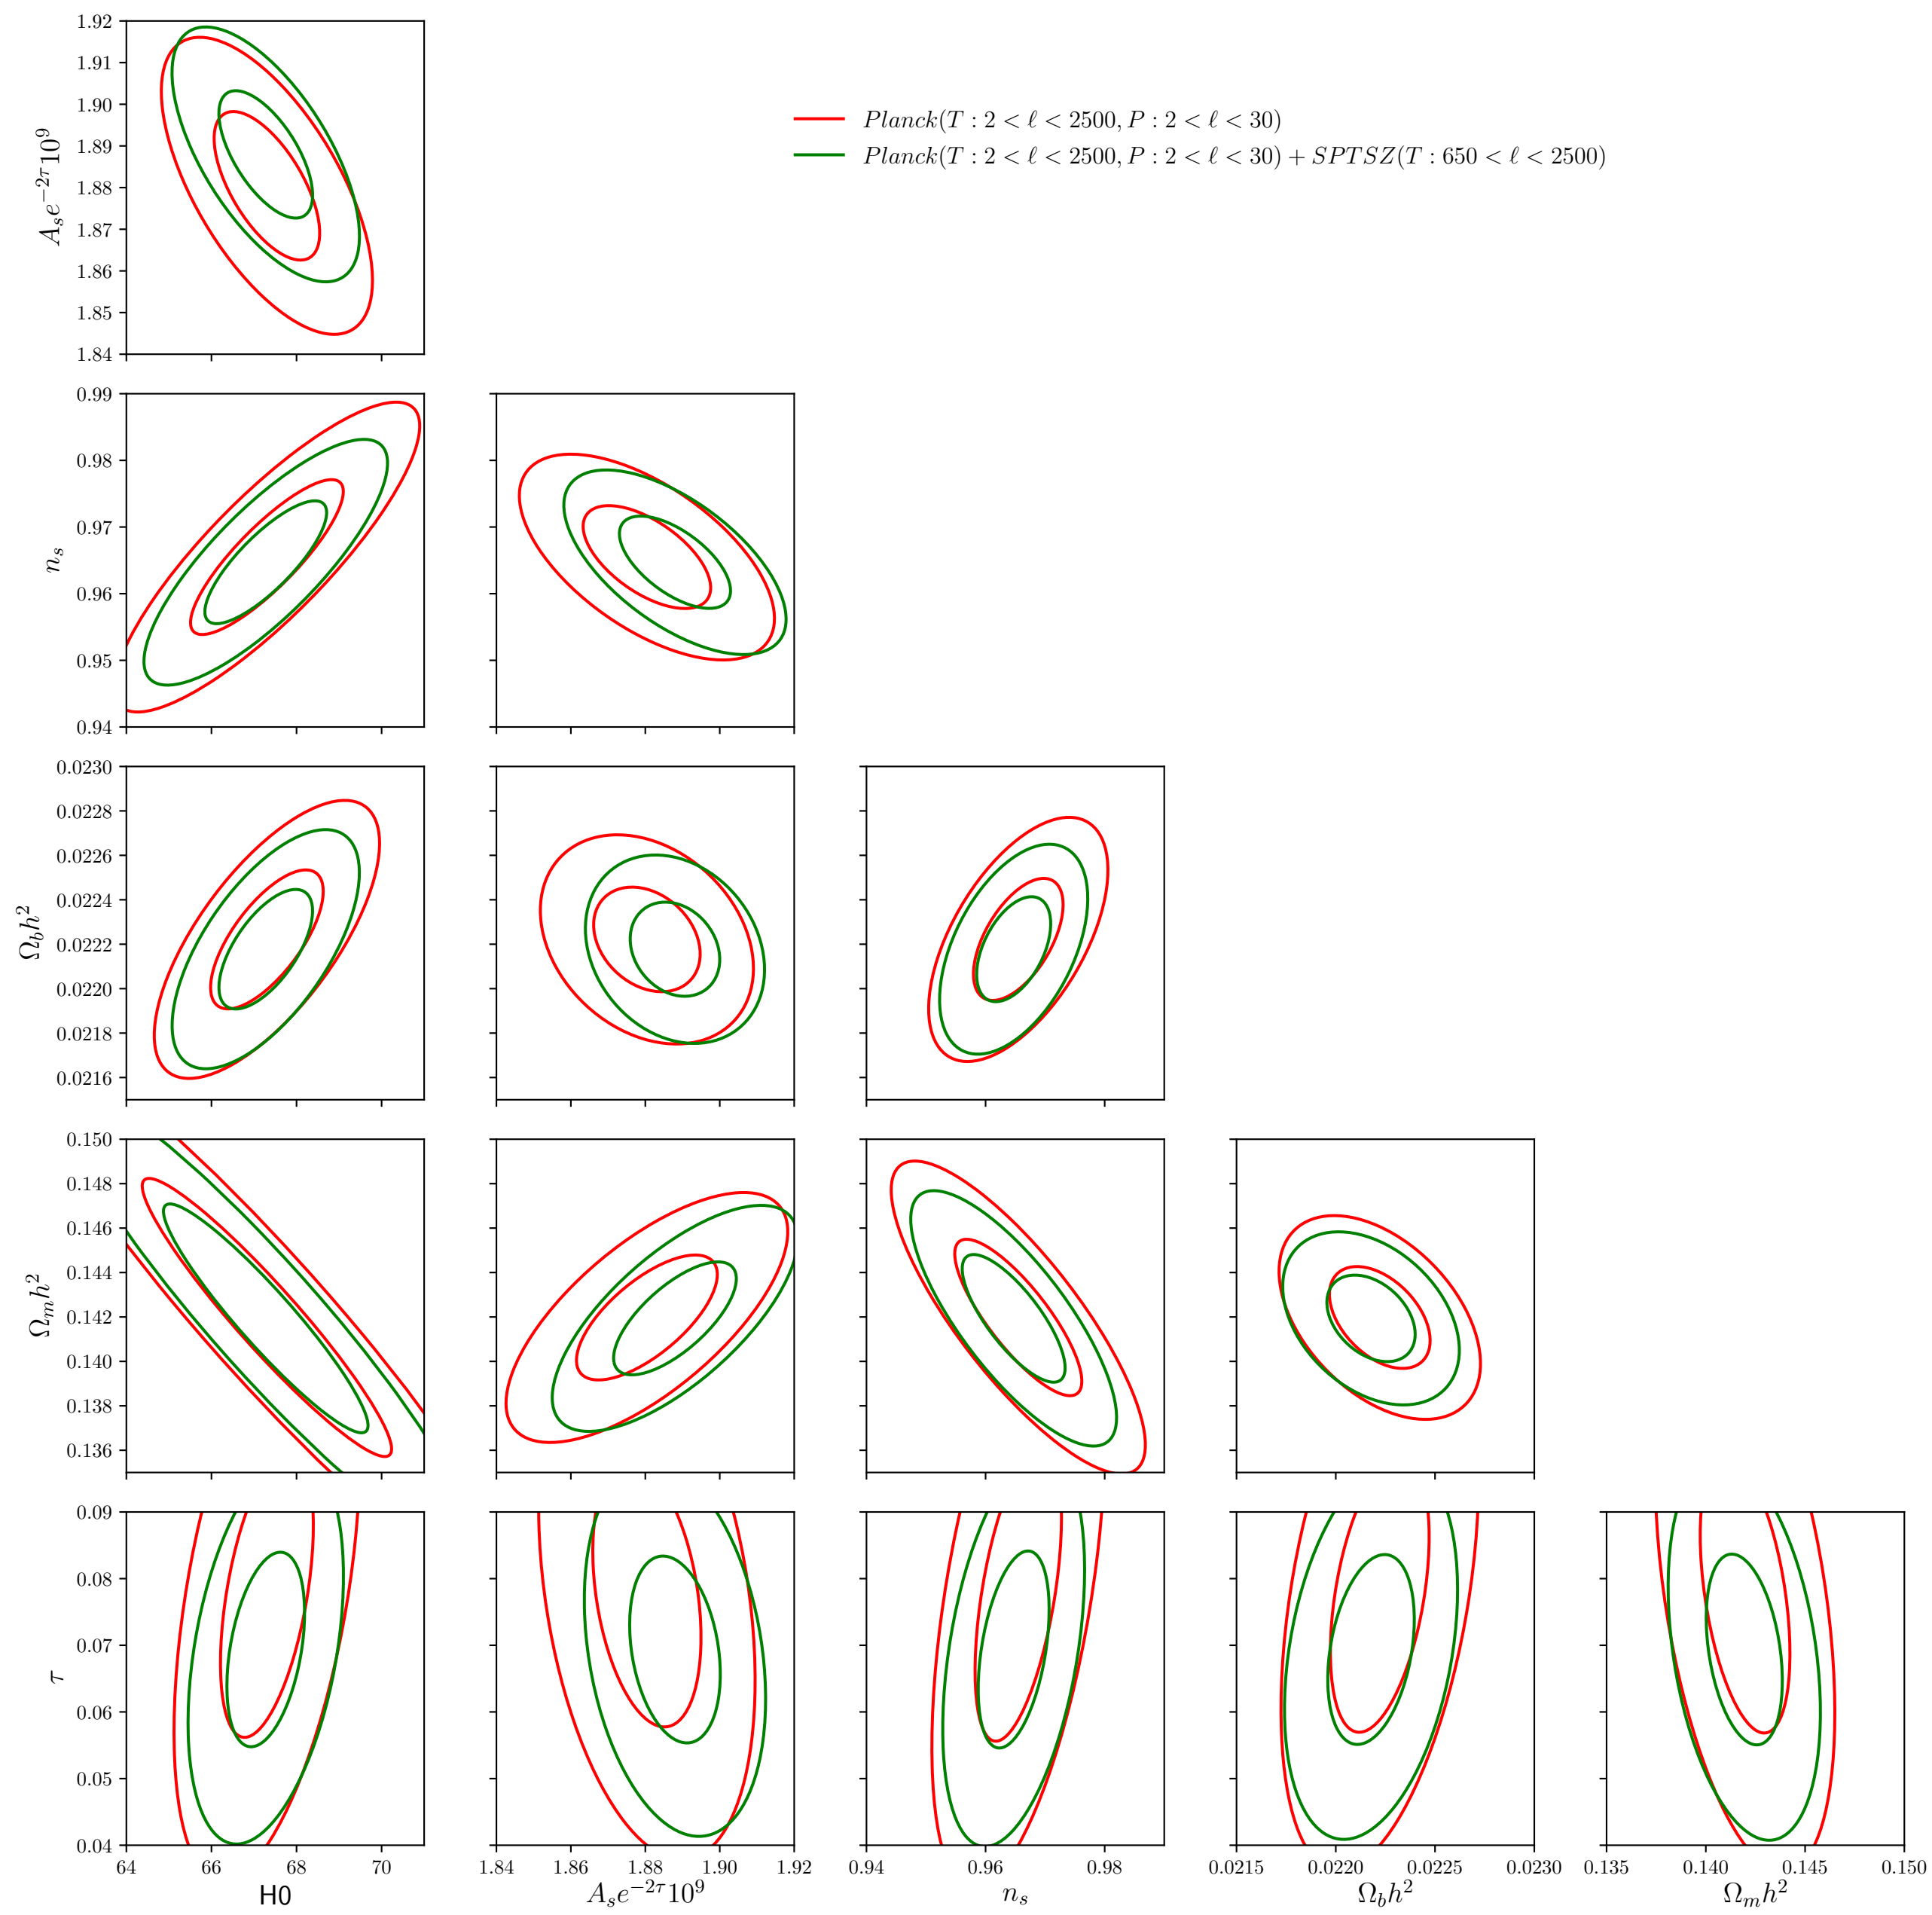 1.92
1.91
1.90
1.89
1.88
1.87
1.86
1.85
1.84
A_s e^{-2τ}10^9
Planck(T : 2 < ℓ < 2500, P : 2 < ℓ < 30)
Planck(T : 2 < ℓ < 2500, P : 2 < ℓ < 30) + SPTSZ(T : 650 < ℓ < 2500)
0.99
0.98
0.97
0.96
0.95
0.94
n_s
0.0230
0.0228
0.0226
0.0224
0.0222
0.0220
0.0218
0.0216
Ω_b h^2
0.150
0.148
0.146
0.144
0.142
0.140
0.138
0.136
Ω_m h^2
0.09
0.08
0.07
0.06
0.05
0.04
τ
64 66 68 70
H0
1.84 1.86 1.88 1.90 1.92
A_s e^{-2τ}10^9
0.94 0.96 0.98
n_s
0.0215 0.0220 0.0225 0.0230
Ω_b h^2
0.135 0.140 0.145 0.150
Ω_m h^2